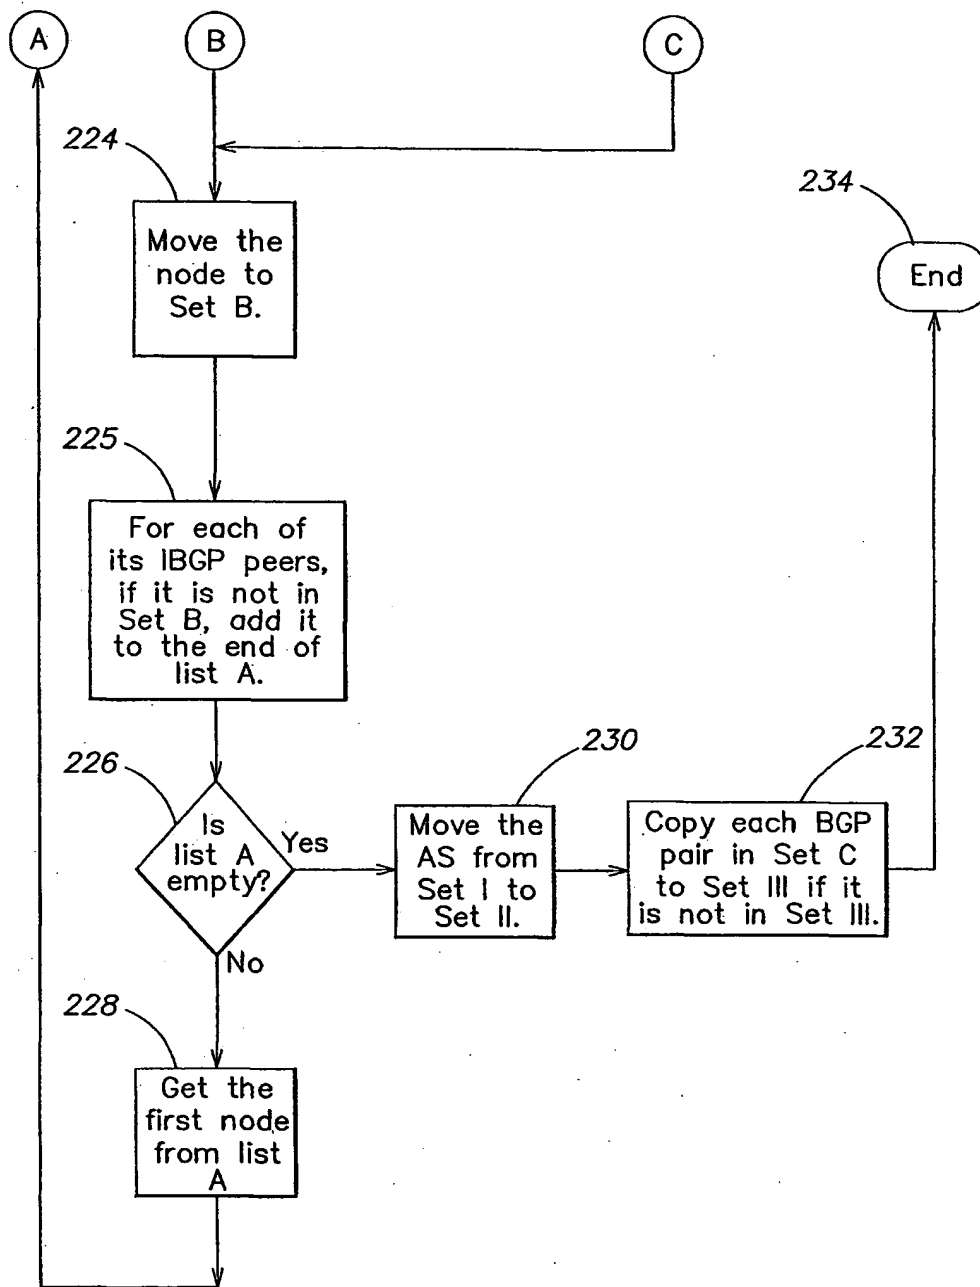 A
B
C
224
234
Move the
node to
Set B.
End
225
For each of
its IBGP peers,
if it is not in
Set B, add it
to the end of
list A.
226
230
232
Is
list A
empty?
Yes
Move the
AS from
Set I to
Set II.
Copy each BGP
pair in Set C
to Set III if it
is not in Set III.
No
228
Get the
first node
from list
A